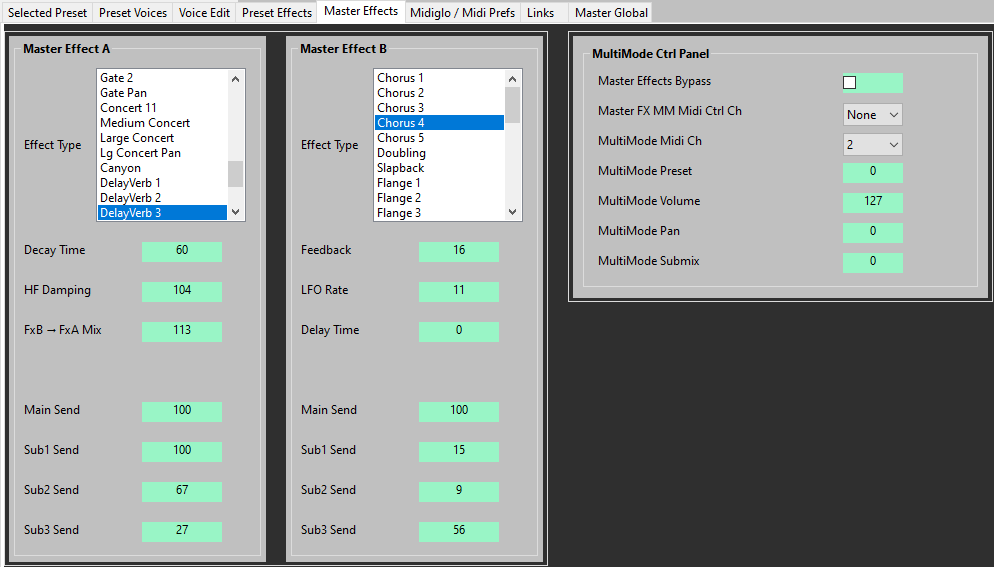 Selected Preset Preset Voices Voice Edit Preset Effects Master Effects Midiglo / Midi Prefs Links Master Global
Master Effect A
Effect Type
Gate 2
Gate Pan
Concert 11
Medium Concert
Large Concert
Lg Concert Pan
Canyon
DelayVerb 1
DelayVerb 2
DelayVerb 3
Decay Time 60
HF Damping 104
FxB → FxA Mix 113
Main Send 100
Sub1 Send 100
Sub2 Send 67
Sub3 Send 27
Master Effect B
Effect Type
Chorus 1
Chorus 2
Chorus 3
Chorus 4
Chorus 5
Doubling
Slapback
Flange 1
Flange 2
Flange 3
Feedback 16
LFO Rate 11
Delay Time 0
Main Send 100
Sub1 Send 15
Sub2 Send 9
Sub3 Send 56
MultiMode Ctrl Panel
Master Effects Bypass
Master FX MM Midi Ctrl Ch None
MultiMode Midi Ch 2
MultiMode Preset 0
MultiMode Volume 127
MultiMode Pan 0
MultiMode Submix 0